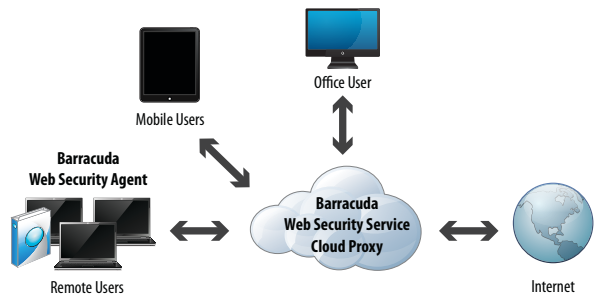 Office User
Mobile Users
Barracuda
Web Security Agent
Barracuda
Web Security Service
Cloud Proxy
Remote Users
Internet